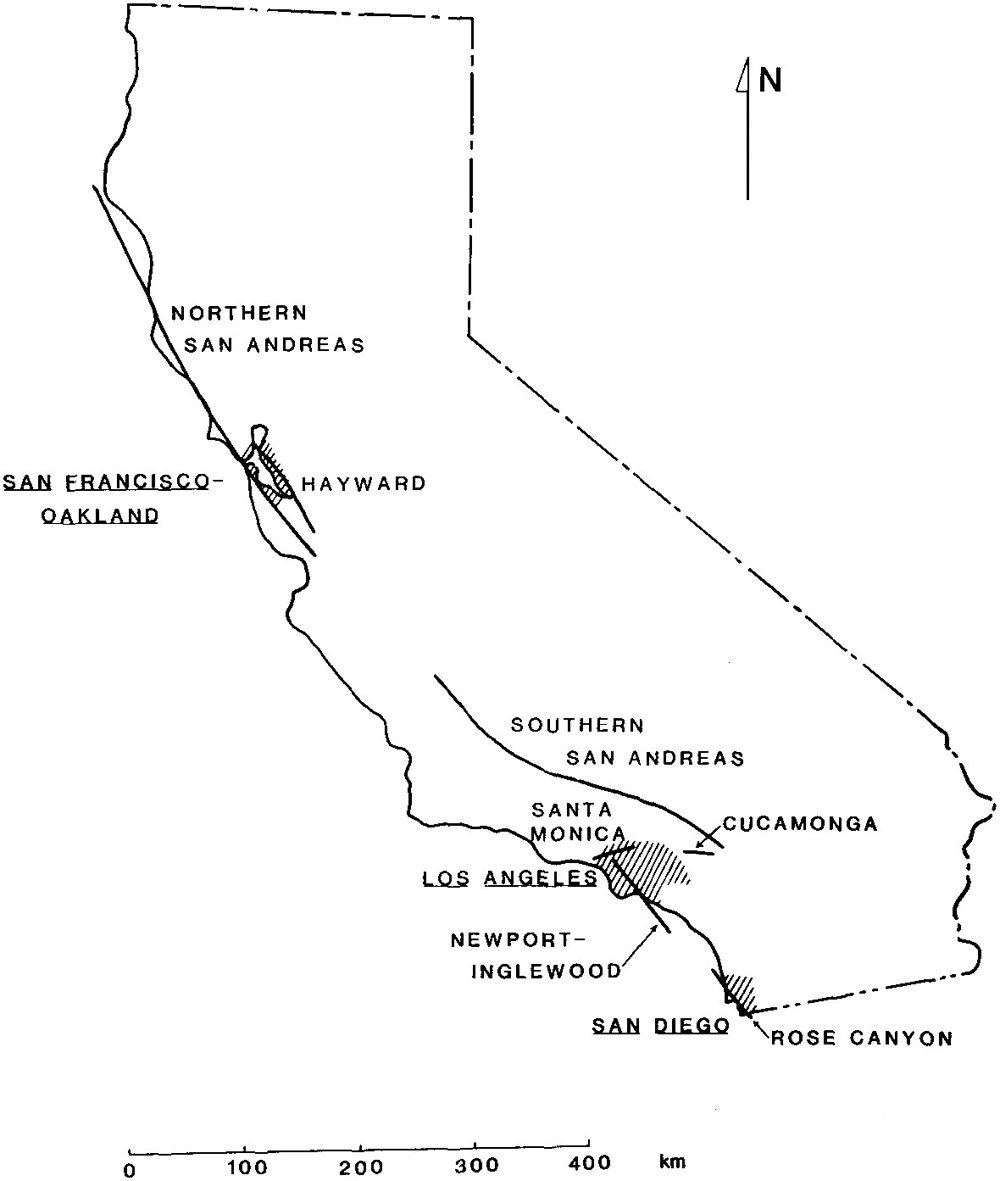 N
NORTHERN
SAN ANDREAS
SAN FRANCISCO-
OAKLAND
HAYWARD
SOUTHERN
SAN ANDREAS
SANTA
MONICA
CUCAMONGA
LOS ANGELES
NEWPORT-
INGLEWOOD
SAN DIEGO
ROSE CANYON
0 100 200 300 400 km